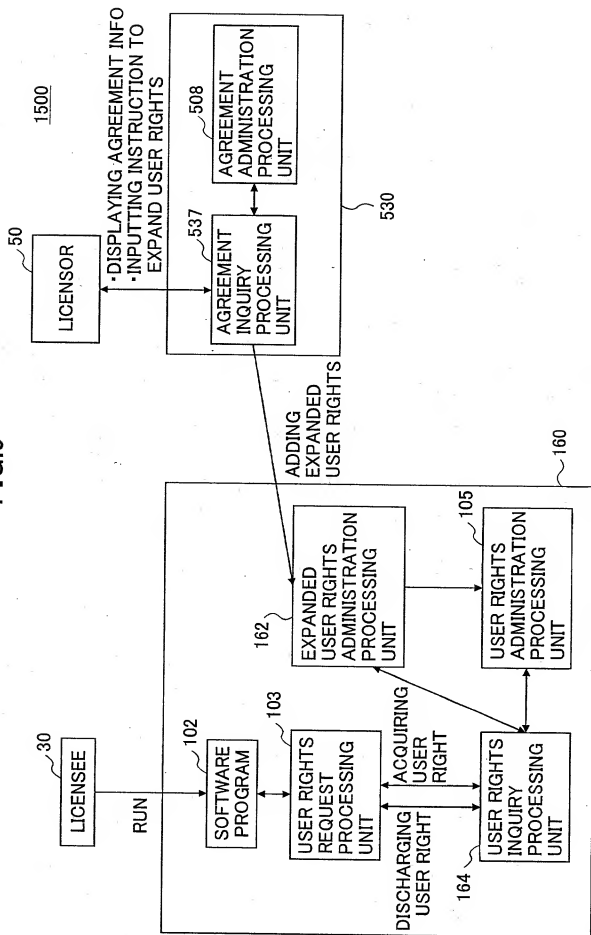 1500
50
LICENSOR
·DISPLAYING AGREEMENT INFO
·INPUTTING INSTRUCTION TO
EXPAND USER RIGHTS
537
AGREEMENT
INQUIRY
PROCESSING
UNIT
508
AGREEMENT
ADMINISTRATION
PROCESSING
UNIT
530
ADDING
EXPANDED
USER RIGHTS
30
LICENSEE
RUN
102
SOFTWARE
PROGRAM
103
USER RIGHTS
REQUEST
PROCESSING
UNIT
162
EXPANDED
USER RIGHTS
ADMINISTRATION
PROCESSING
UNIT
DISCHARGING
USER RIGHT
ACQUIRING
USER
RIGHT
164
USER RIGHTS
INQUIRY
PROCESSING
UNIT
105
USER RIGHTS
ADMINISTRATION
PROCESSING
UNIT
160